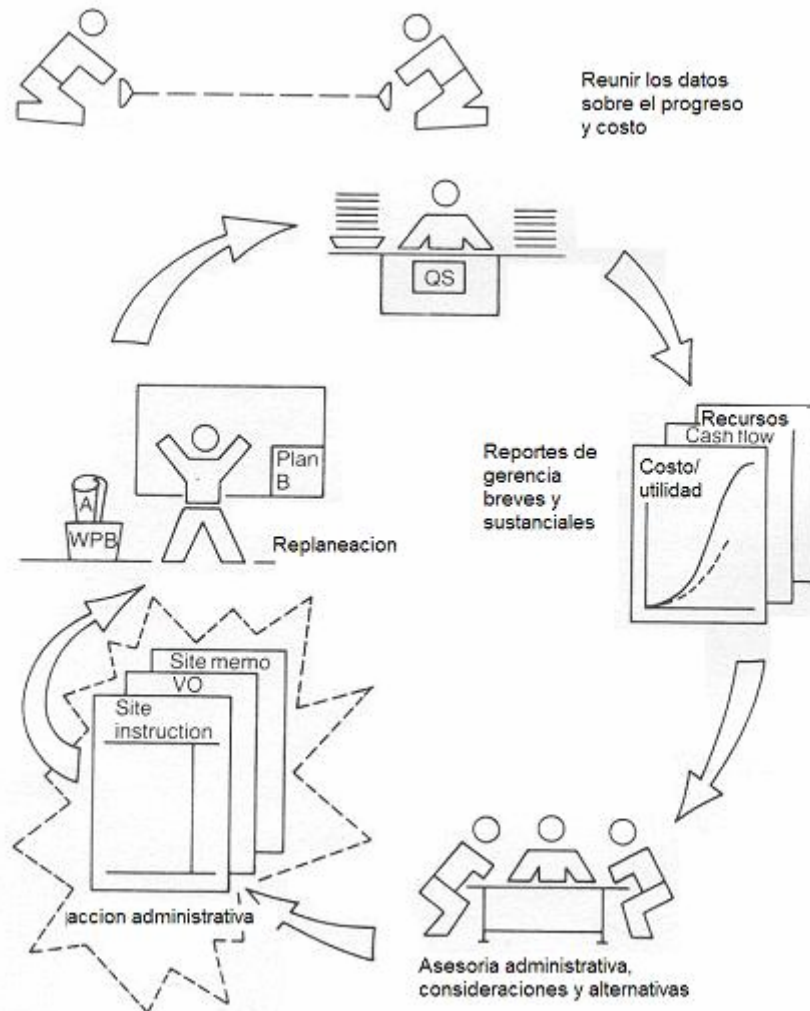 Reunir los datos
sobre el progreso
y costo
QS
Recursos
Cash flow
Costo/
utilidad
Reportes de
gerencia
breves y
sustanciales
Plan
B
A
WPB
Replaneacion
Site memo
VO
Site
instruction
accion administrativa
Asesoria administrativa,
consideraciones y alternativas